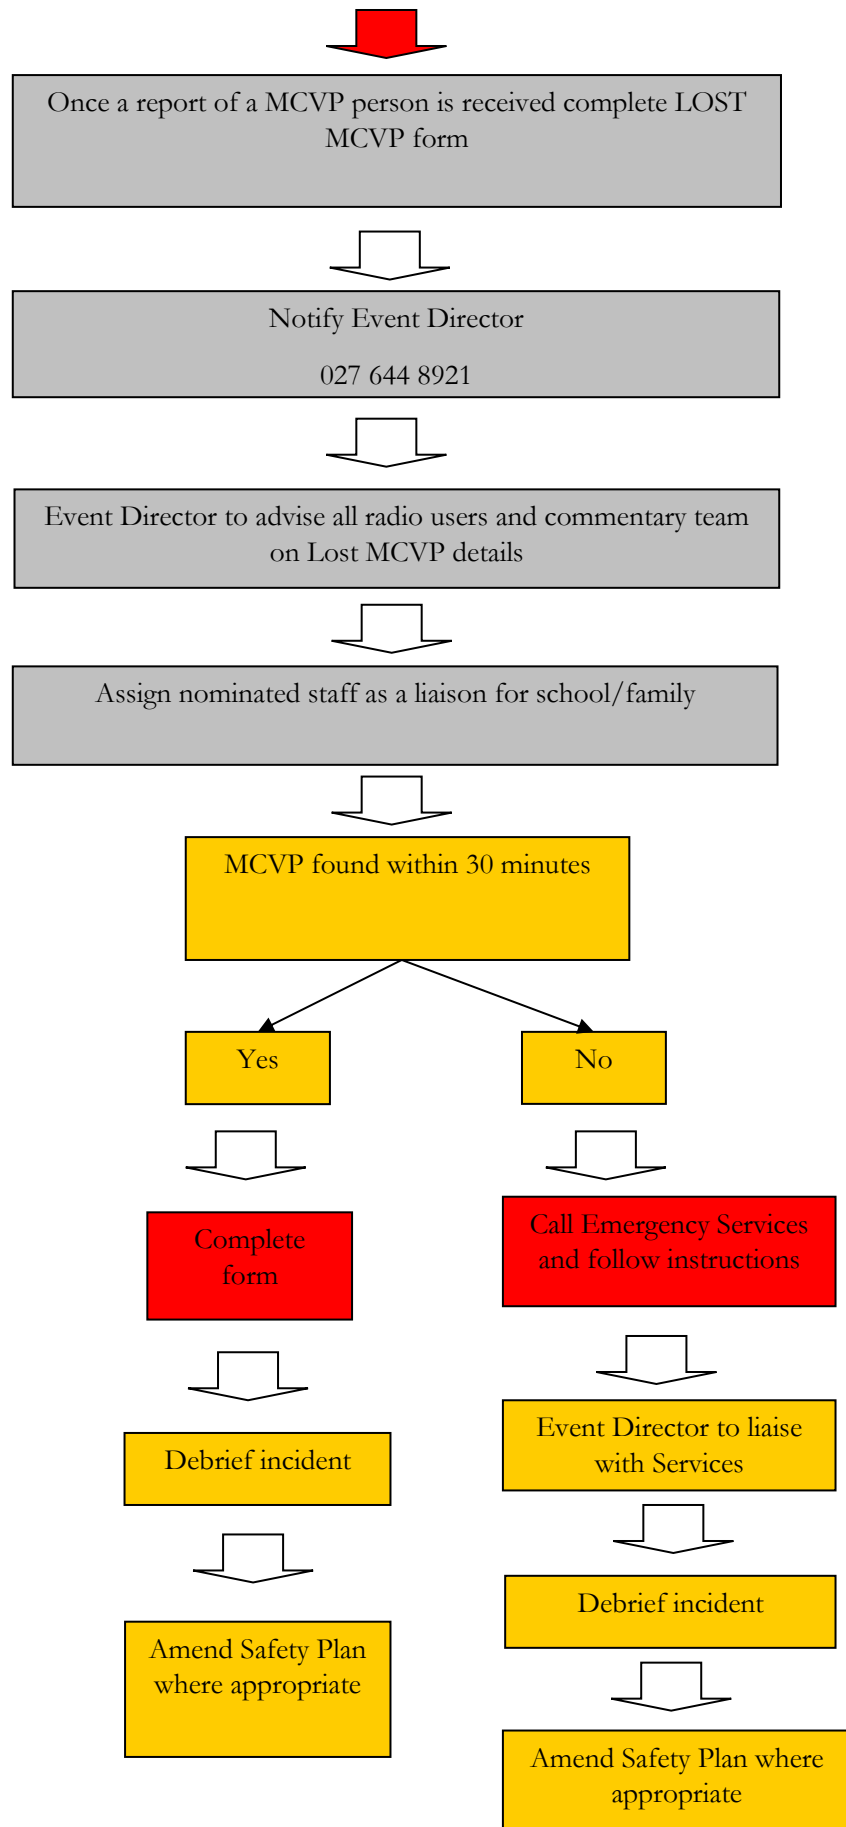 Once a report of a MCVP person is received complete LOST
MCVP form
Notify Event Director
027 644 8921
Event Director to advise all radio users and commentary team
on Lost MCVP details
Assign nominated staff as a liaison for school/family
MCVP found within 30 minutes
Yes
No
Complete
form
Call Emergency Services
and follow instructions
Debrief incident
Event Director to liaise
with Services
Amend Safety Plan
where appropriate
Debrief incident
Amend Safety Plan where
appropriate